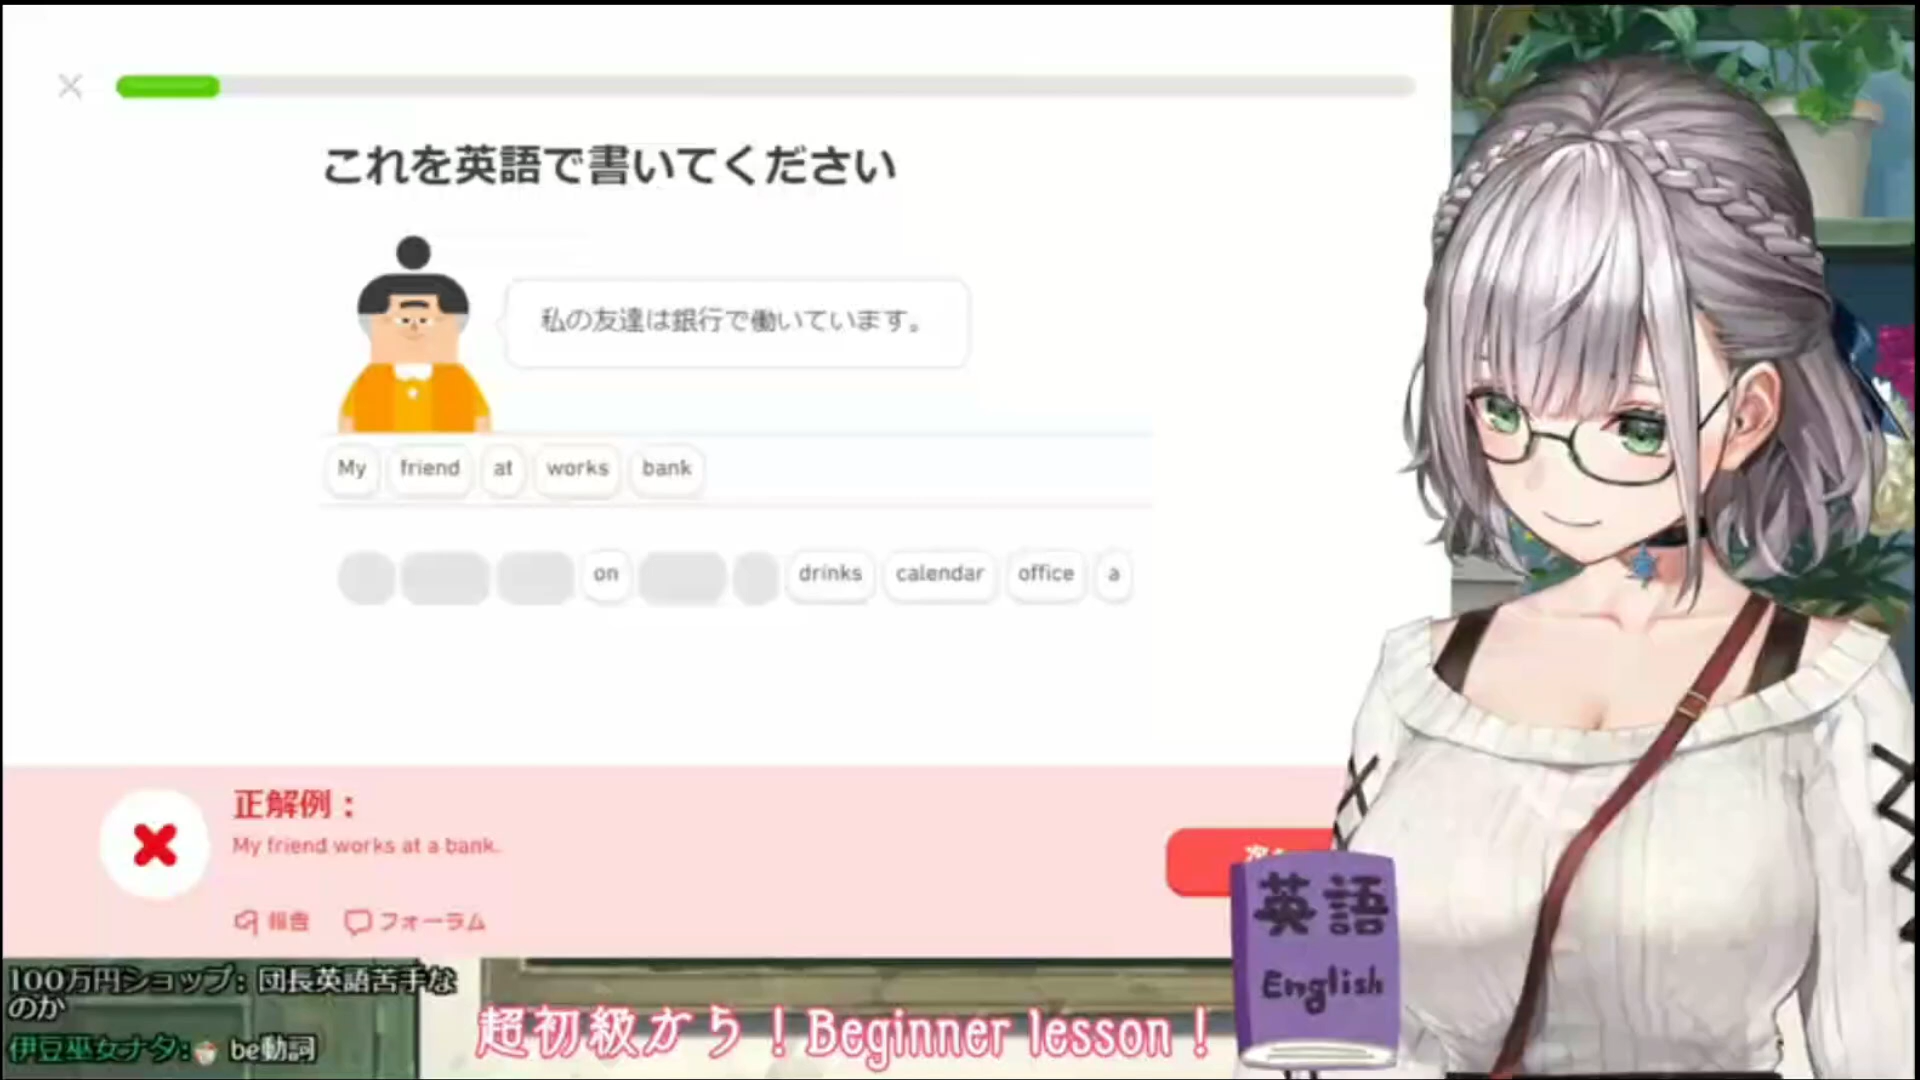 これを英語で書いてください
私の友達は銀行で働いています。
My friend at works bank
on drinks calendar office a
正解例：
My friend works at a bank.
報告 フォーラム
英語
English
100万円ショップ: 団長英語苦手な
のか
伊豆巫女ナタ: be動詞
超初級から！Beginner lesson！